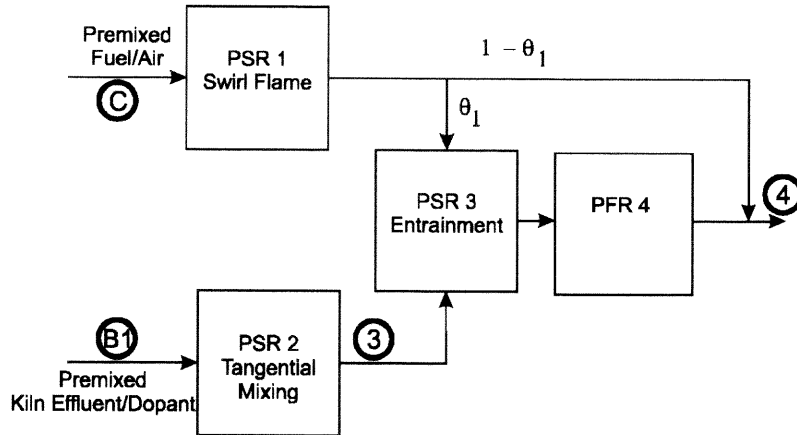 Premixed
Fuel/Air
C
PSR 1
Swirl Flame
1 - θ1
θ1
PSR 3
Entrainment
PFR 4
4
B1
Premixed
Kiln Effluent/Dopant
PSR 2
Tangential
Mixing
3